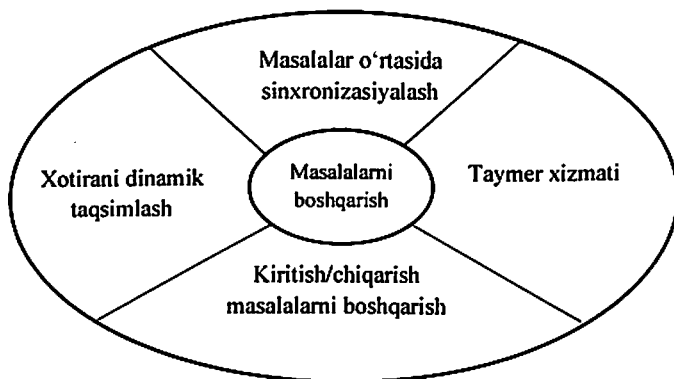 Masalalar o‘rtasida
sinxronizasiyalash
Xotirani dinamik
taqsimlash
Masalalarni
boshqarish
Taymer xizmati
Kiritish/chiqarish
masalalarni boshqarish